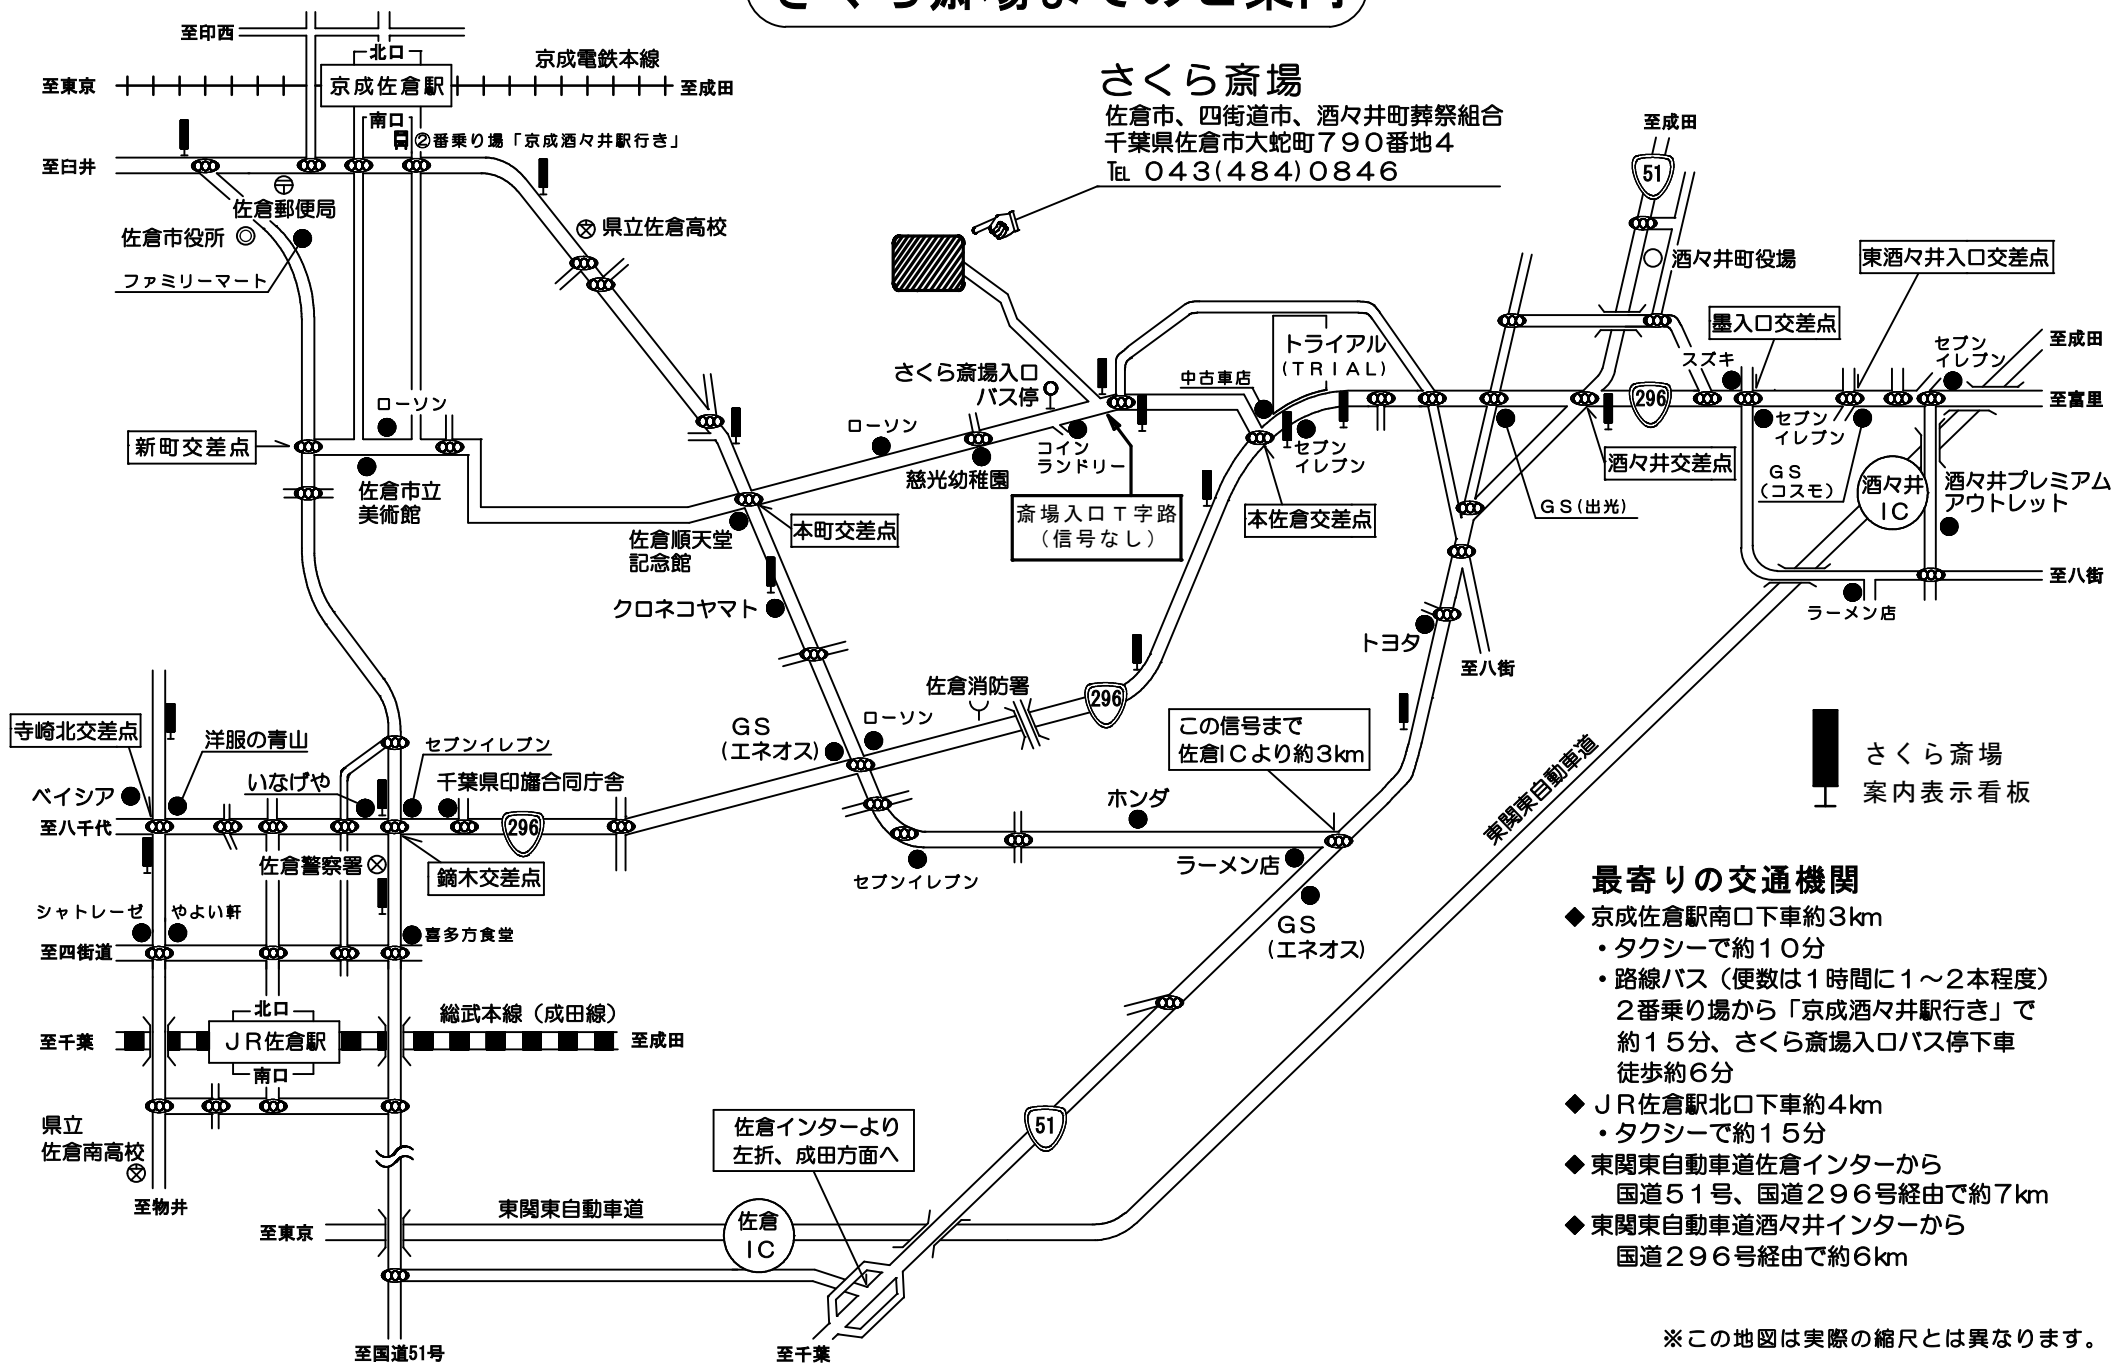 さくら斎場までのご案内
至印西
北口
京成電鉄本線
至東京
京成佐倉駅
至成田
南口
②番乗り場「京成酒々井駅行き」
至臼井
佐倉郵便局
佐倉市役所
ファミリーマート
県立佐倉高校
さくら斎場
佐倉市、四街道市、酒々井町葬祭組合
千葉県佐倉市大蛇町790番地4
℡ 043(484)0846
至成田
51
酒々井町役場
東酒々井入口交差点
墨入口交差点
セブン
イレブン
至成田
スズキ
トライアル
(TRIAL)
中古車店
さくら斎場入口
バス停
296
至富里
ローソン
ローソン
新町交差点
コイン
ランドリー
セブン
イレブン
セブン
イレブン
酒々井交差点
慈光幼稚園
佐倉市立
美術館
GS
(コスモ)
酒々井
IC
酒々井プレミアム
アウトレット
GS(出光)
斎場入口T字路
(信号なし)
本佐倉交差点
本町交差点
佐倉順天堂
記念館
クロネコヤマト
至八街
ラーメン店
トヨタ
至八街
佐倉消防署
296
寺崎北交差点
洋服の青山
セブンイレブン
GS
(エネオス)
ローソン
この信号まで
佐倉ICより約3km
いなげや
千葉県印旛合同庁舎
ベイシア
至八千代
296
ホンダ
東関東自動車道
さくら斎場
案内表示看板
佐倉警察署
鏑木交差点
セブンイレブン
ラーメン店
シャトレーゼ
やよい軒
喜多方食堂
至四街道
GS
(エネオス)
北口
総武本線(成田線)
至千葉
JR佐倉駅
至成田
南口
県立
佐倉南高校
至物井
51
佐倉インターより
左折、成田方面へ
東関東自動車道
至東京
佐倉
IC
至国道51号
至千葉
最寄りの交通機関
◆ 京成佐倉駅南口下車約3km
・タクシーで約10分
・路線バス(便数は1時間に1~2本程度)
2番乗り場から「京成酒々井駅行き」で
約15分、さくら斎場入口バス停下車
徒歩約6分
◆ JR佐倉駅北口下車約4km
・タクシーで約15分
◆ 東関東自動車道佐倉インターから
国道51号、国道296号経由で約7km
◆ 東関東自動車道酒々井インターから
国道296号経由で約6km
※この地図は実際の縮尺とは異なります。